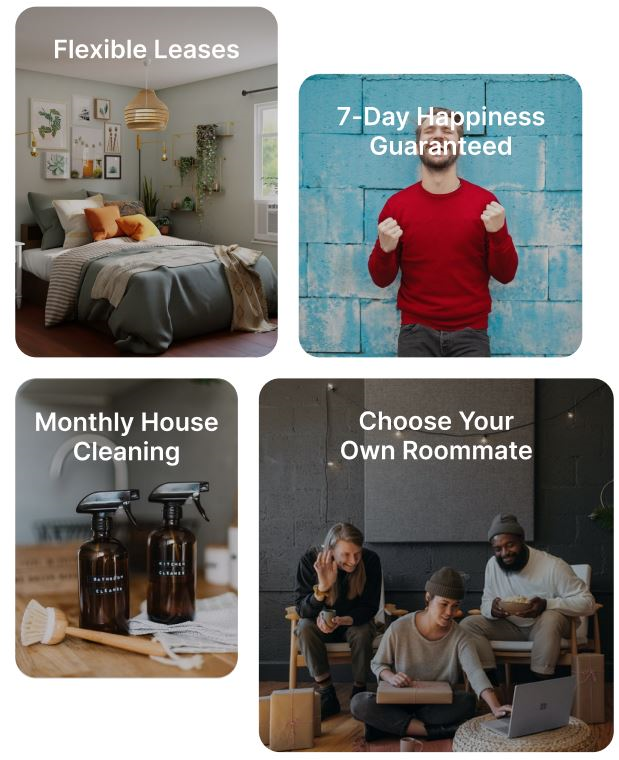 Flexible Leases
7-Day Happiness
Guaranteed
Monthly House
Cleaning
BATHROOM
CLEANER
KITCHEN
CLEANER
Choose Your
Own Roommate